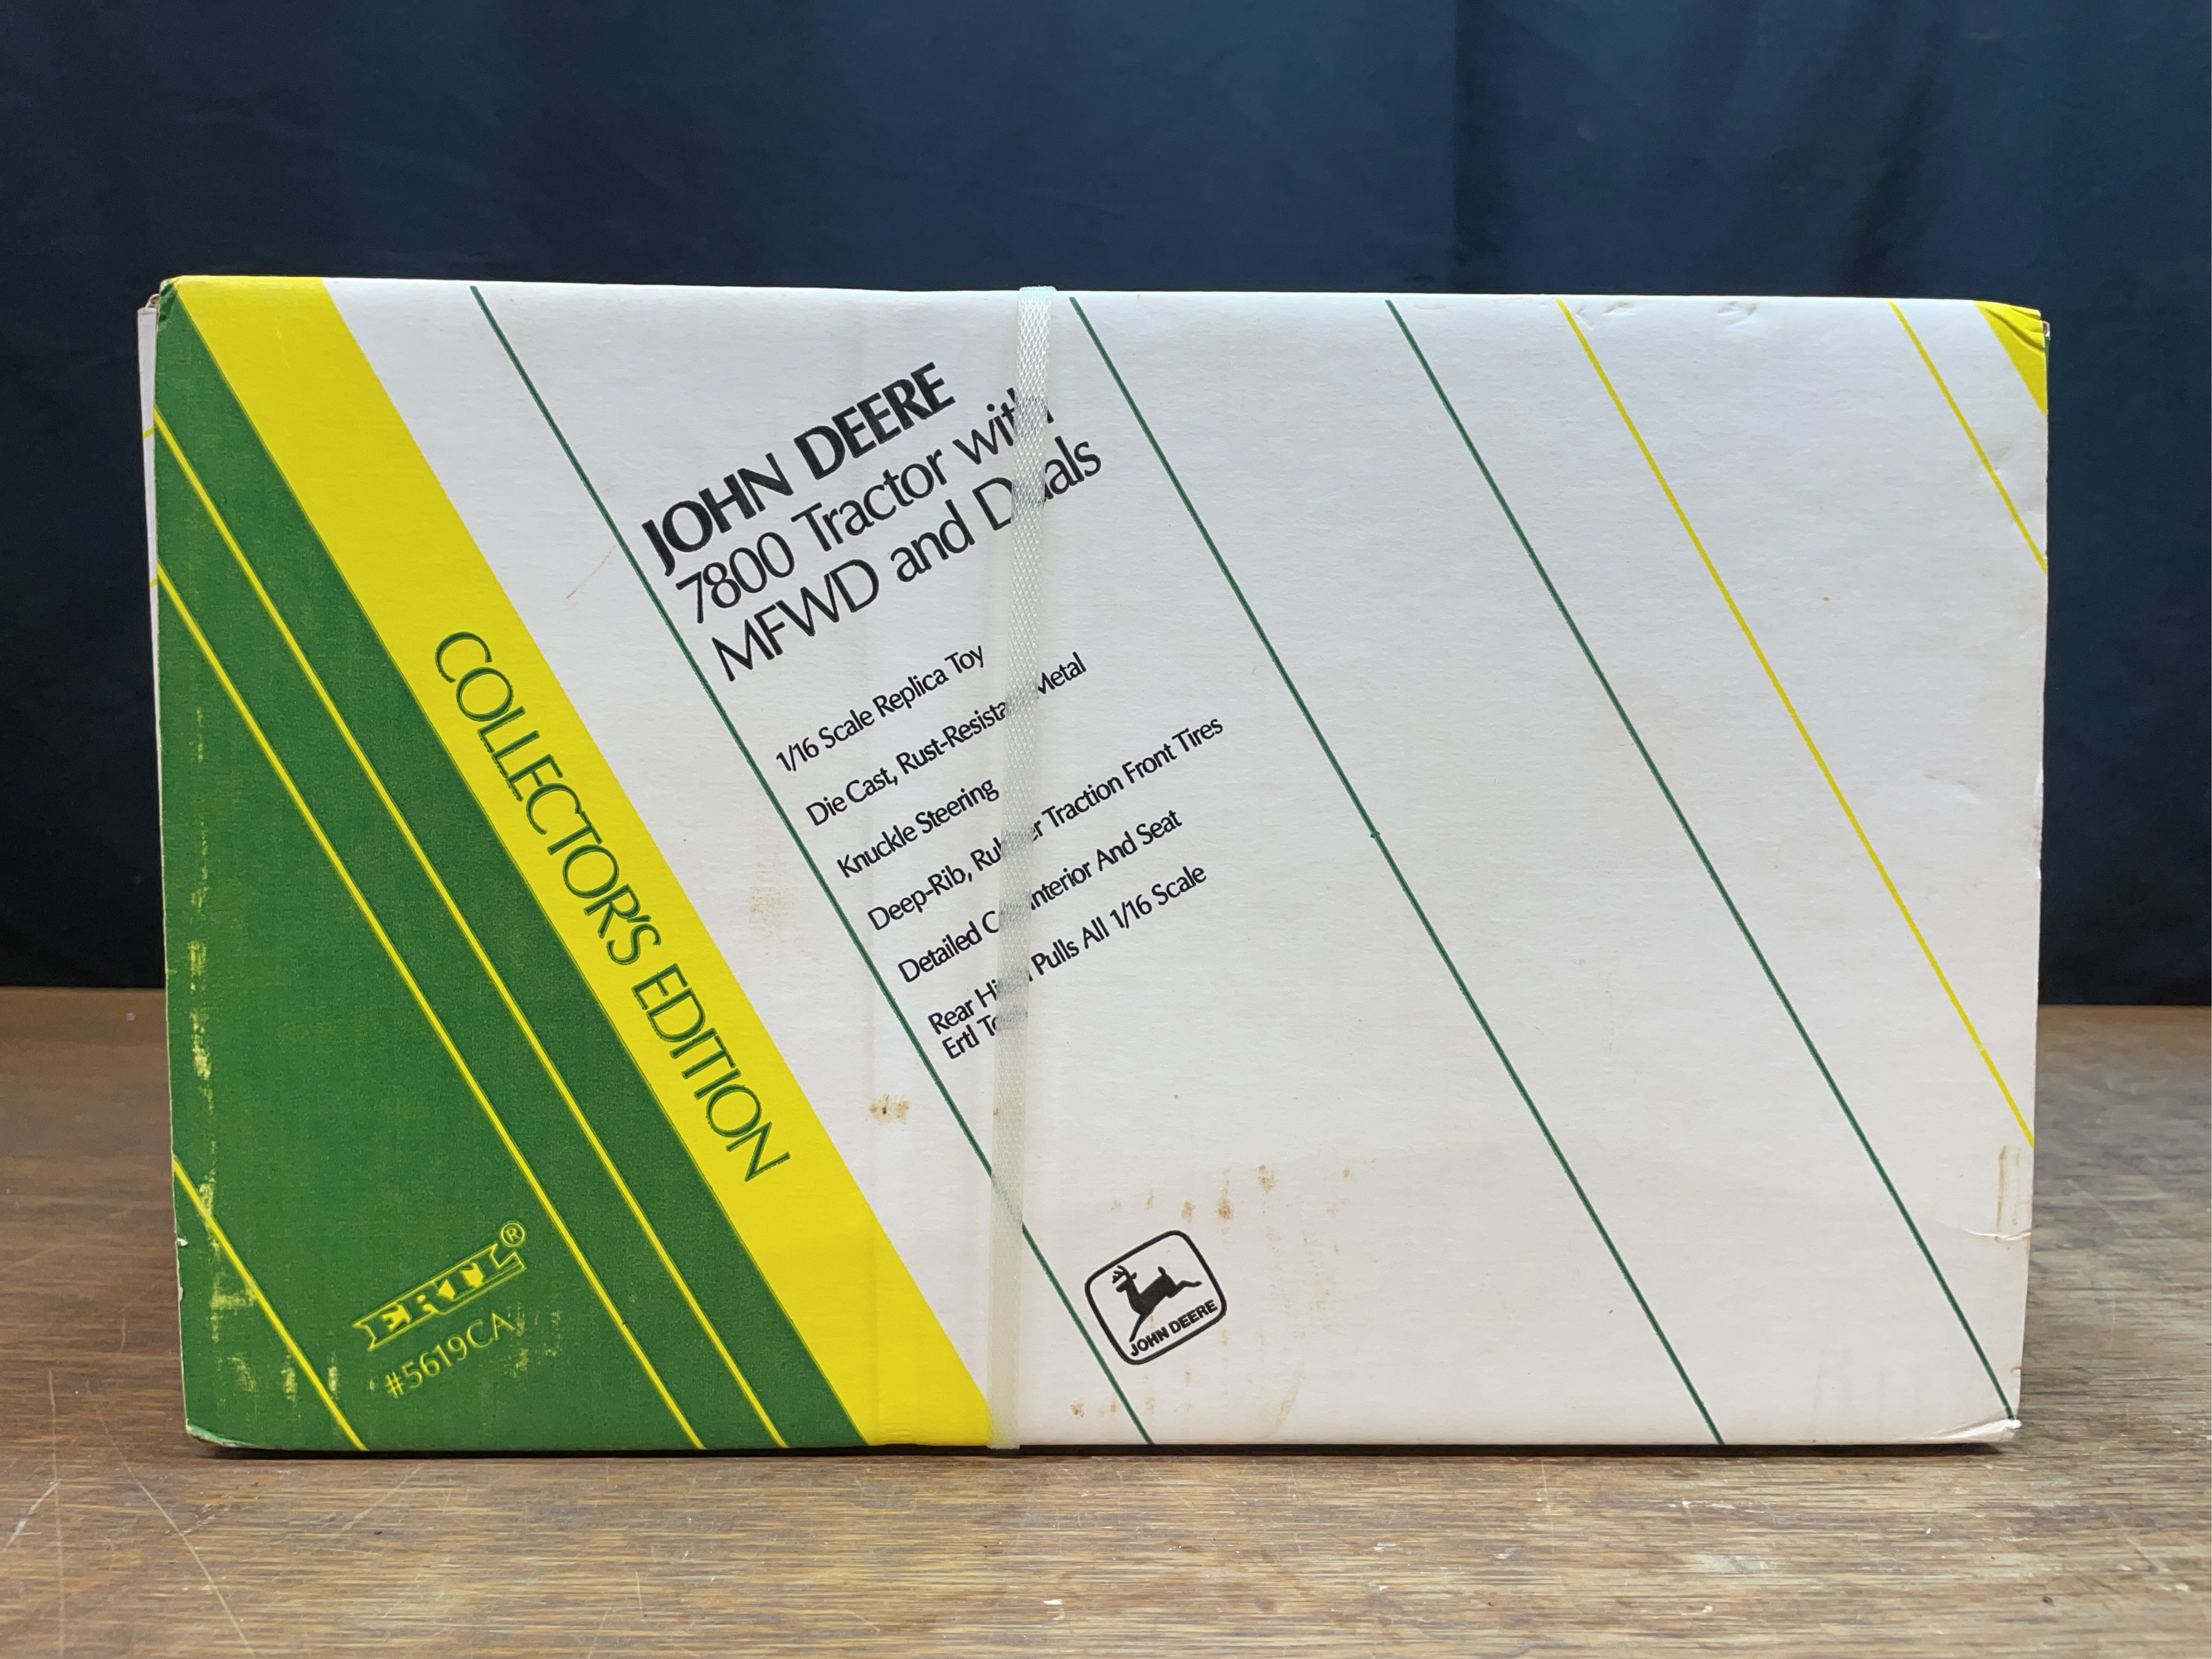 JOHN DEERE
7800 Tractor with
MFWD and Duals
1/16 Scale Replica Toy
Die Cast, Rust-Resistant Metal
Knuckle Steering
Deep-Rib, Rubber Traction Front Tires
Detailed Cab Interior And Seat
Rear Hitch Pulls All 1/16 Scale
Ertl Toys
COLLECTOR'S EDITION
ERTL®
#5619CA
JOHN DEERE